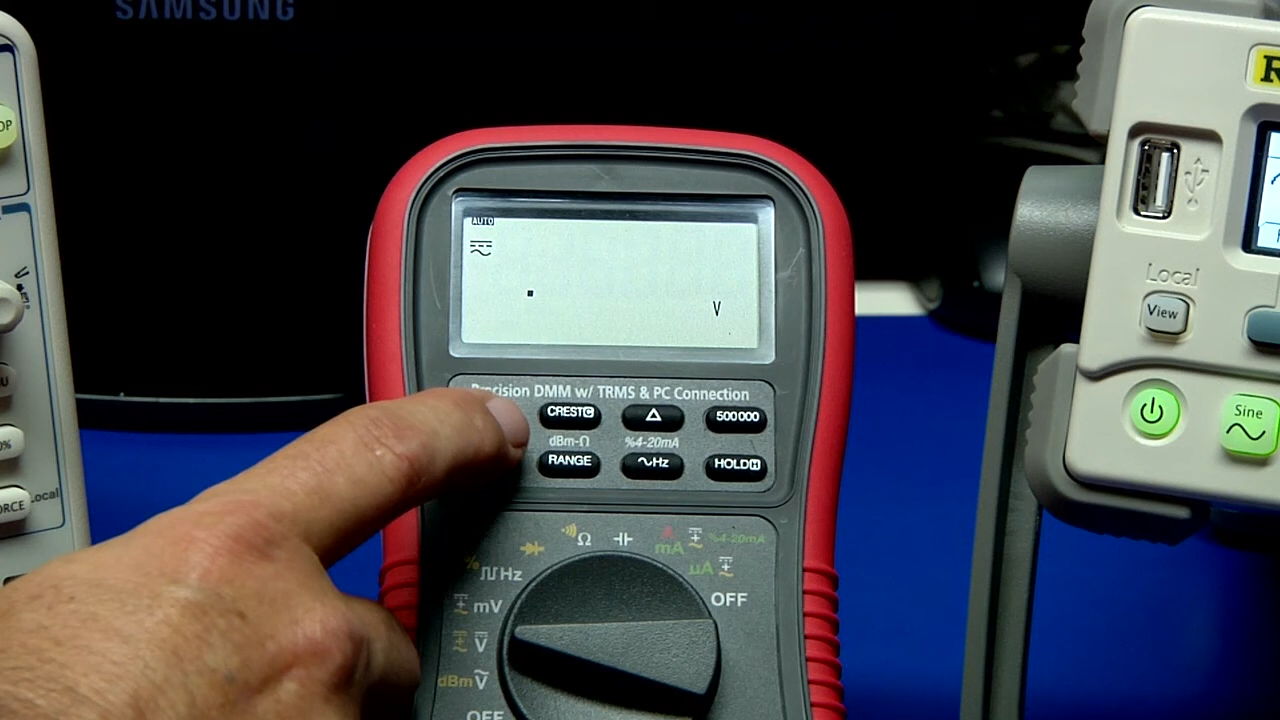 SAMSUNG
AUTO
V
Precision DMM w/ TRMS & PC Connection
CREST
△
500000
dBm-Ω
%4-20mA
RANGE
~Hz
HOLD H
Ω
mA
%4-20mA
Hz
µA
OFF
mV
V
dBm V
OFF
Local
View
Sine
Local